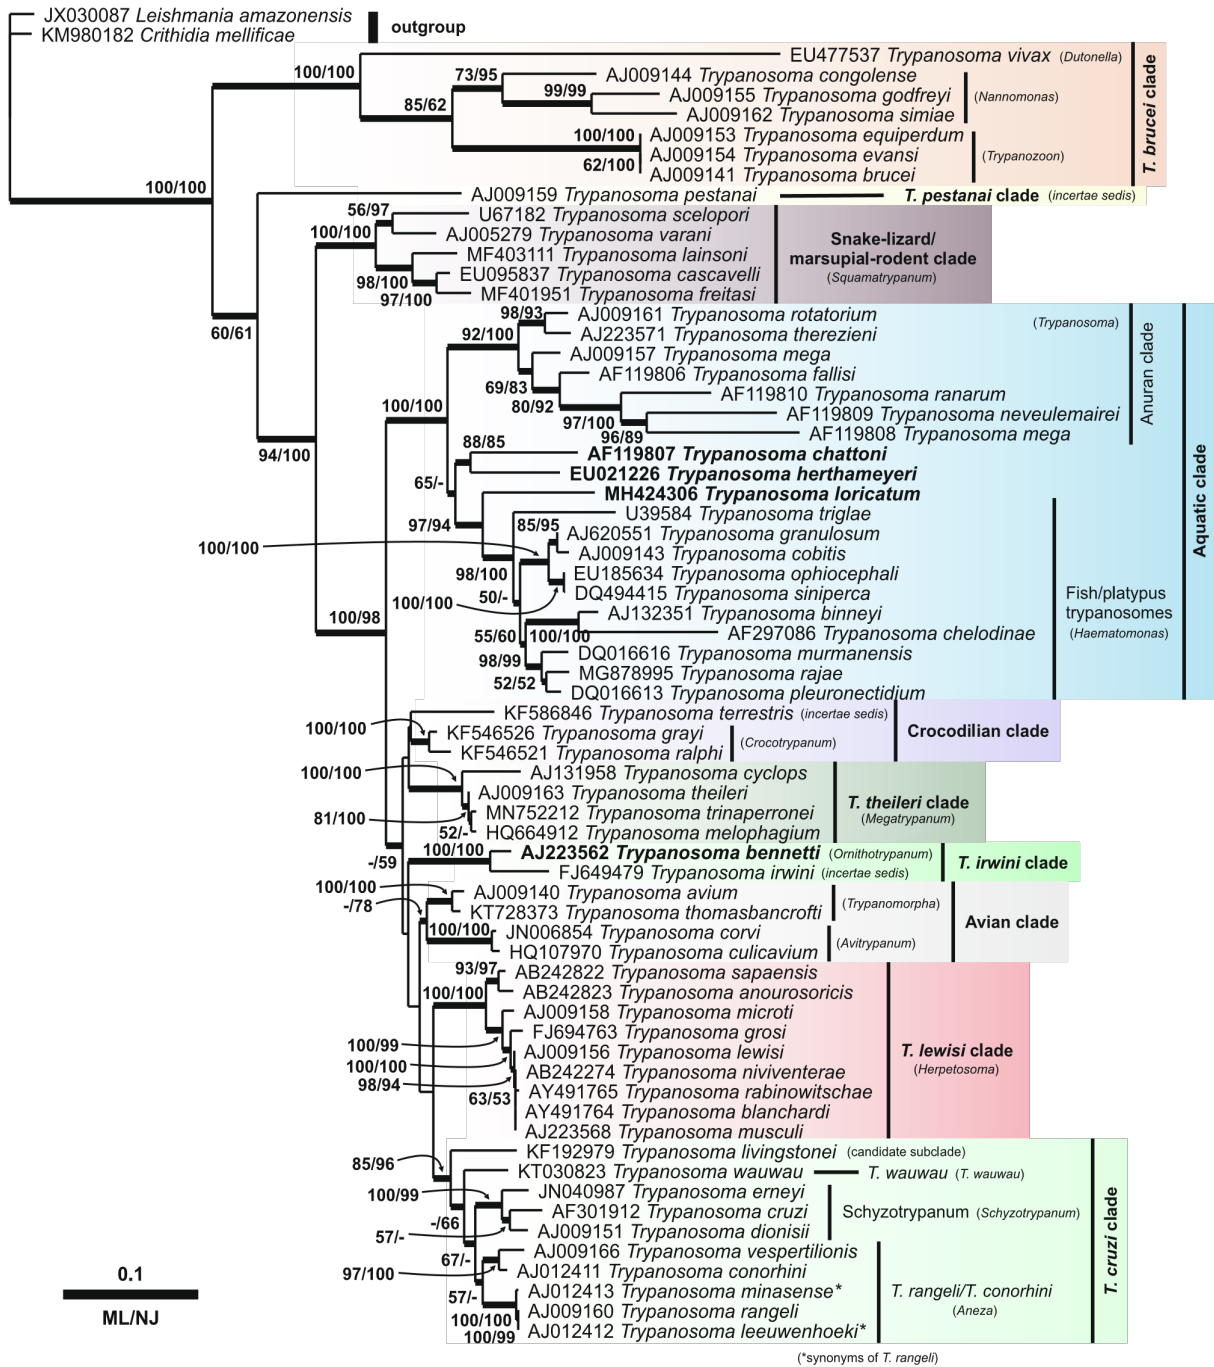 JX030087 Leishmania amazonensis
KM980182 Crithidia mellificae
outgroup
EU477537 Trypanosoma vivax (Dutonella)
100/100
73/95
AJ009144 Trypanosoma congolense
99/99
AJ009155 Trypanosoma godfreyi
(Nannomonas)
85/62
AJ009162 Trypanosoma simiae
100/100
AJ009153 Trypanosoma equiperdum
62/100
AJ009154 Trypanosoma evansi
(Trypanozoon)
AJ009141 Trypanosoma brucei
T. brucei clade
100/100
AJ009159 Trypanosoma pestanai
T. pestanai clade (incertae sedis)
56/97
U67182 Trypanosoma scelopori
100/100
AJ005279 Trypanosoma varani
MF403111 Trypanosoma lainsoni
98/100
EU095837 Trypanosoma cascavelli
97/100
MF401951 Trypanosoma freitasi
Snake-lizard/
marsupial-rodent clade
(Squamatrypanum)
60/61
98/93
AJ009161 Trypanosoma rotatorium
(Trypanosoma)
92/100
AJ223571 Trypanosoma therezieni
AJ009157 Trypanosoma mega
69/83
AF119806 Trypanosoma fallisi
80/92
AF119810 Trypanosoma ranarum
97/100
AF119809 Trypanosoma neveulemairei
96/89
AF119808 Trypanosoma mega
Anuran clade
100/100
94/100
88/85
AF119807 Trypanosoma chattoni
65/-
EU021226 Trypanosoma herthameyeri
MH424306 Trypanosoma loricatum
97/94
U39584 Trypanosoma triglae
85/95
AJ620551 Trypanosoma granulosum
100/100
AJ009143 Trypanosoma cobitis
98/100
EU185634 Trypanosoma ophiocephali
50/-
100/100
DQ494415 Trypanosoma siniperca
AJ132351 Trypanosoma binneyi
55/60
100/100
AF297086 Trypanosoma chelodinae
98/99
DQ016616 Trypanosoma murmanensis
52/52
MG878995 Trypanosoma rajae
DQ016613 Trypanosoma pleuronectidium
Fish/platypus
trypanosomes
(Haematomonas)
Aquatic clade
100/98
KF586846 Trypanosoma terrestris (incertae sedis)
100/100
KF546526 Trypanosoma grayi
(Crocotrypanum)
KF546521 Trypanosoma ralphi
Crocodilian clade
100/100
AJ131958 Trypanosoma cyclops
AJ009163 Trypanosoma theileri
81/100
MN752212 Trypanosoma trinaperronei
52/-
HQ664912 Trypanosoma melophagium
T. theileri clade
(Megatrypanum)
-/59
100/100
AJ223562 Trypanosoma bennetti (Ornithotrypanum)
FJ649479 Trypanosoma irwini (incertae sedis)
T. irwini clade
100/100
AJ009140 Trypanosoma avium
(Trypanomorpha)
-/78
KT728373 Trypanosoma thomasbancrofti
100/100
JN006854 Trypanosoma corvi
(Avitrypanum)
HQ107970 Trypanosoma culicavium
Avian clade
93/97
AB242822 Trypanosoma sapaensis
100/100
AB242823 Trypanosoma anourosoricis
AJ009158 Trypanosoma microti
FJ694763 Trypanosoma grosi
100/99
AJ009156 Trypanosoma lewisi
100/100
AB242274 Trypanosoma niviventerae
98/94
AY491765 Trypanosoma rabinowitschae
63/53
AY491764 Trypanosoma blanchardi
AJ223568 Trypanosoma musculi
T. lewisi clade
(Herpetosoma)
KF192979 Trypanosoma livingstonei (candidate subclade)
85/96
KT030823 Trypanosoma wauwau
T. wauwau (T. wauwau)
100/99
JN040987 Trypanosoma erneyi
-/66
AF301912 Trypanosoma cruzi
Schyzotrypanum (Schyzotrypanum)
57/-
AJ009151 Trypanosoma dionisii
67/-
AJ009166 Trypanosoma vespertilionis
97/100
AJ012411 Trypanosoma conorhini
57/-
AJ012413 Trypanosoma minasense*
100/100
AJ009160 Trypanosoma rangeli
100/99
AJ012412 Trypanosoma leeuwenhoeki*
T. rangeli/T. conorhini
(Aneza)
T. cruzi clade
0.1
ML/NJ
(*synonyms of T. rangeli)